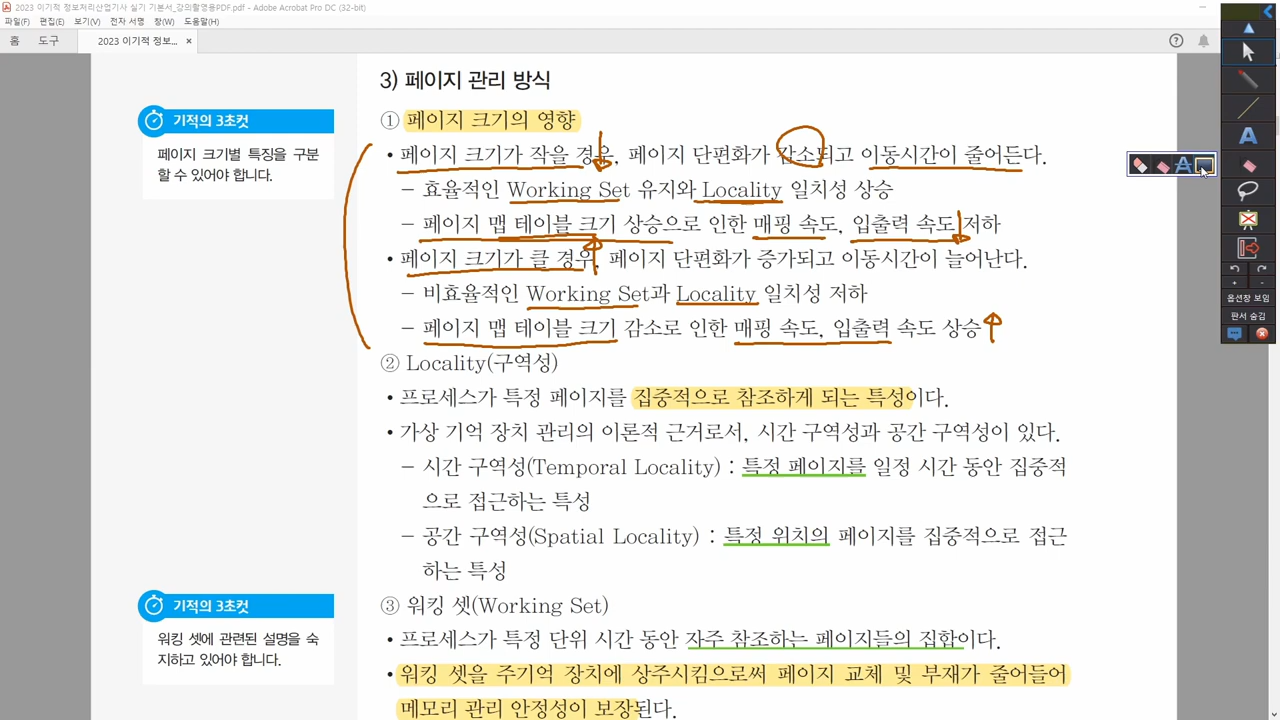 2023 이기적 정보처리산업기사 실기 기본서_강의촬영용PDF.pdf - Adobe Acrobat Pro DC (32-bit)
파일(F) 편집(E) 보기(V) 전자 서명 창(W) 도움말(H)
홈 도구 2023 이기적 정보... ×
3) 페이지 관리 방식
① 페이지 크기의 영향
기적의 3초컷
페이지 크기별 특징을 구분
할 수 있어야 합니다.
• 페이지 크기가 작을 경우, 페이지 단편화가 감소되고 이동시간이 줄어든다.
– 효율적인 Working Set 유지와 Locality 일치성 상승
– 페이지 맵 테이블 크기 상승으로 인한 매핑 속도, 입출력 속도 저하
• 페이지 크기가 클 경우, 페이지 단편화가 증가되고 이동시간이 늘어난다.
– 비효율적인 Working Set과 Locality 일치성 저하
– 페이지 맵 테이블 크기 감소로 인한 매핑 속도, 입출력 속도 상승
② Locality(구역성)
• 프로세스가 특정 페이지를 집중적으로 참조하게 되는 특성이다.
• 가상 기억 장치 관리의 이론적 근거로서, 시간 구역성과 공간 구역성이 있다.
– 시간 구역성(Temporal Locality) : 특정 페이지를 일정 시간 동안 집중적
으로 접근하는 특성
– 공간 구역성(Spatial Locality) : 특정 위치의 페이지를 집중적으로 접근
하는 특성
③ 워킹 셋(Working Set)
기적의 3초컷
워킹 셋에 관련된 설명을 숙
지하고 있어야 합니다.
• 프로세스가 특정 단위 시간 동안 자주 참조하는 페이지들의 집합이다.
• 워킹 셋을 주기억 장치에 상주시킴으로써 페이지 교체 및 부재가 줄어들어
메모리 관리 안정성이 보장된다.
옵션창 보임
판서 숨김